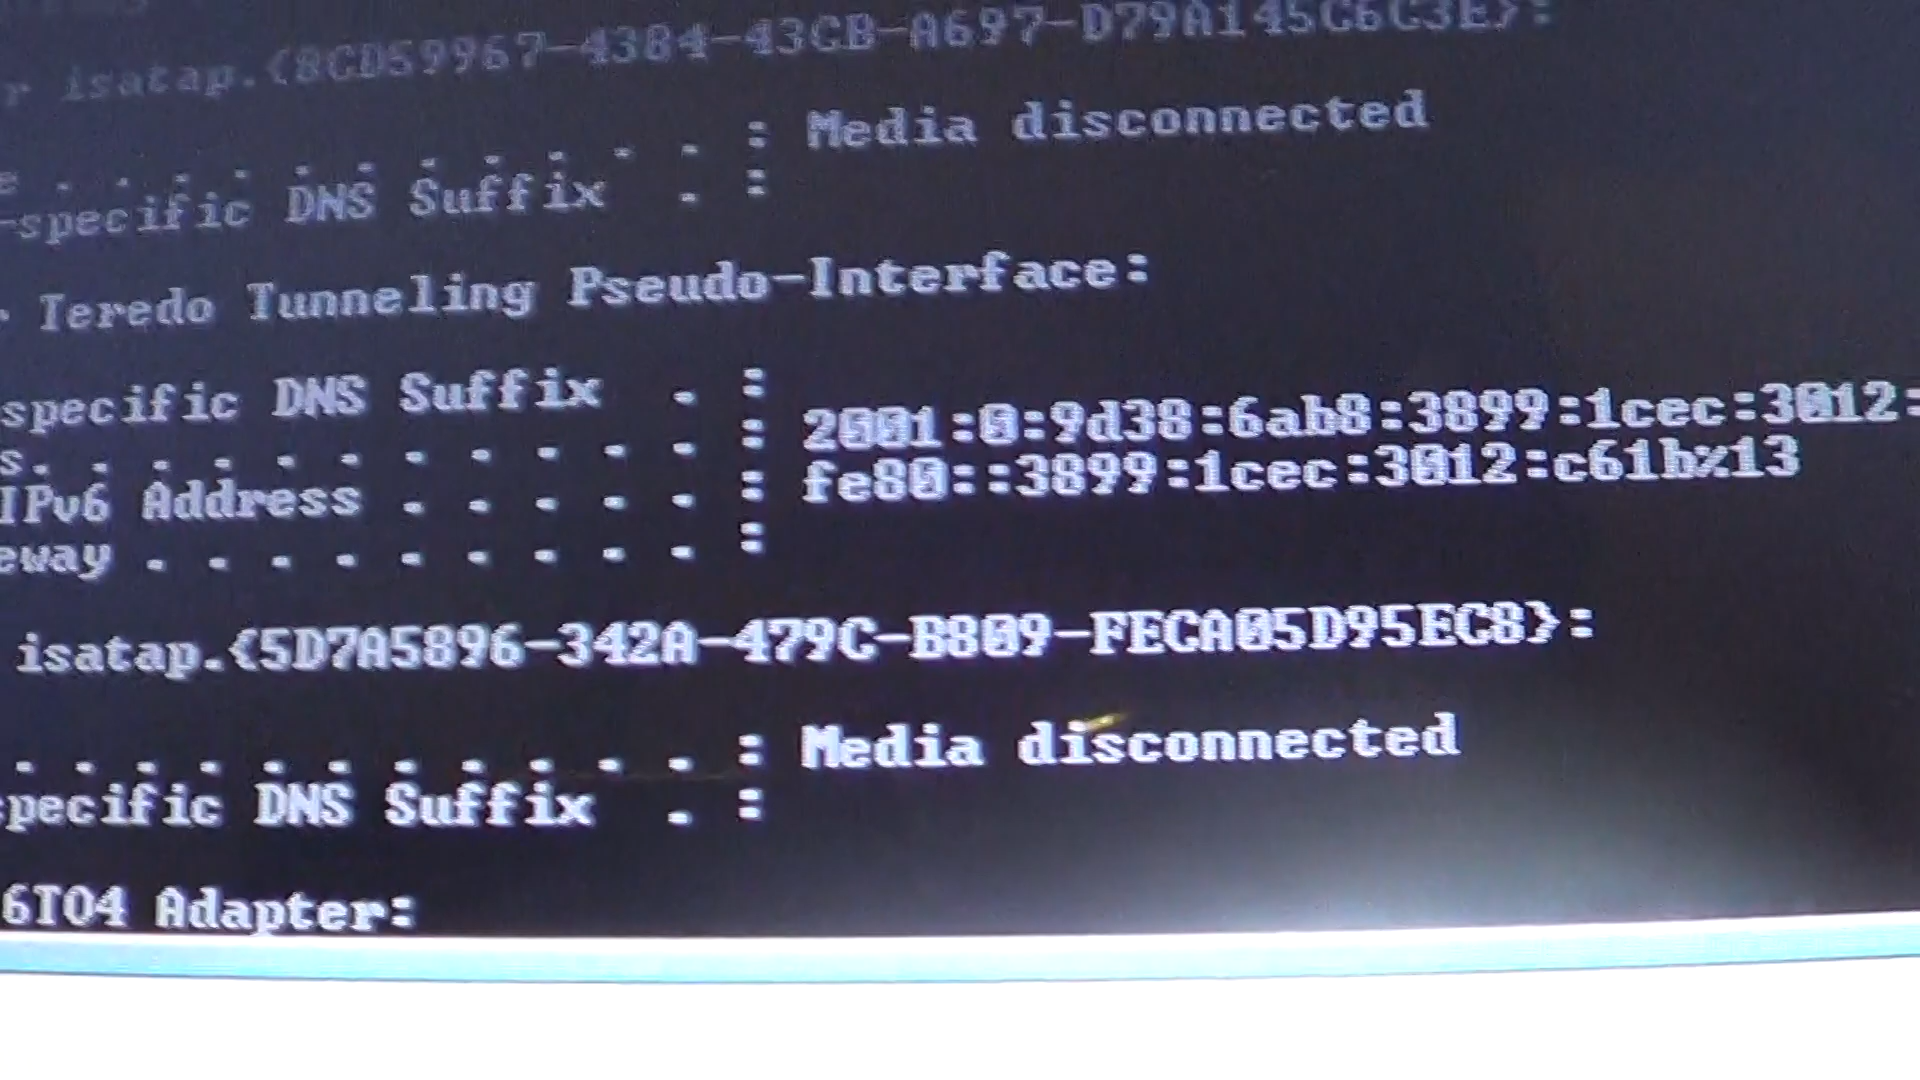 r isatap.{8CD59967-4384-43CB-A697-D79A145C6C3E}:
e . . . . . . . . . . . : Media disconnected
-specific DNS Suffix . :
r Teredo Tunneling Pseudo-Interface:
specific DNS Suffix . :
s. . . . . . . . . . . : 2001:0:9d38:6ab8:3899:1cec:3012:
IPv6 Address . . . . . : fe80::3899:1cec:3012:c61b%13
eway . . . . . . . . . :
isatap.{5D7A5896-342A-479C-B809-FECA05D95EC8}:
. . . . . . . . . . . : Media disconnected
specific DNS Suffix . :
6TO4 Adapter: